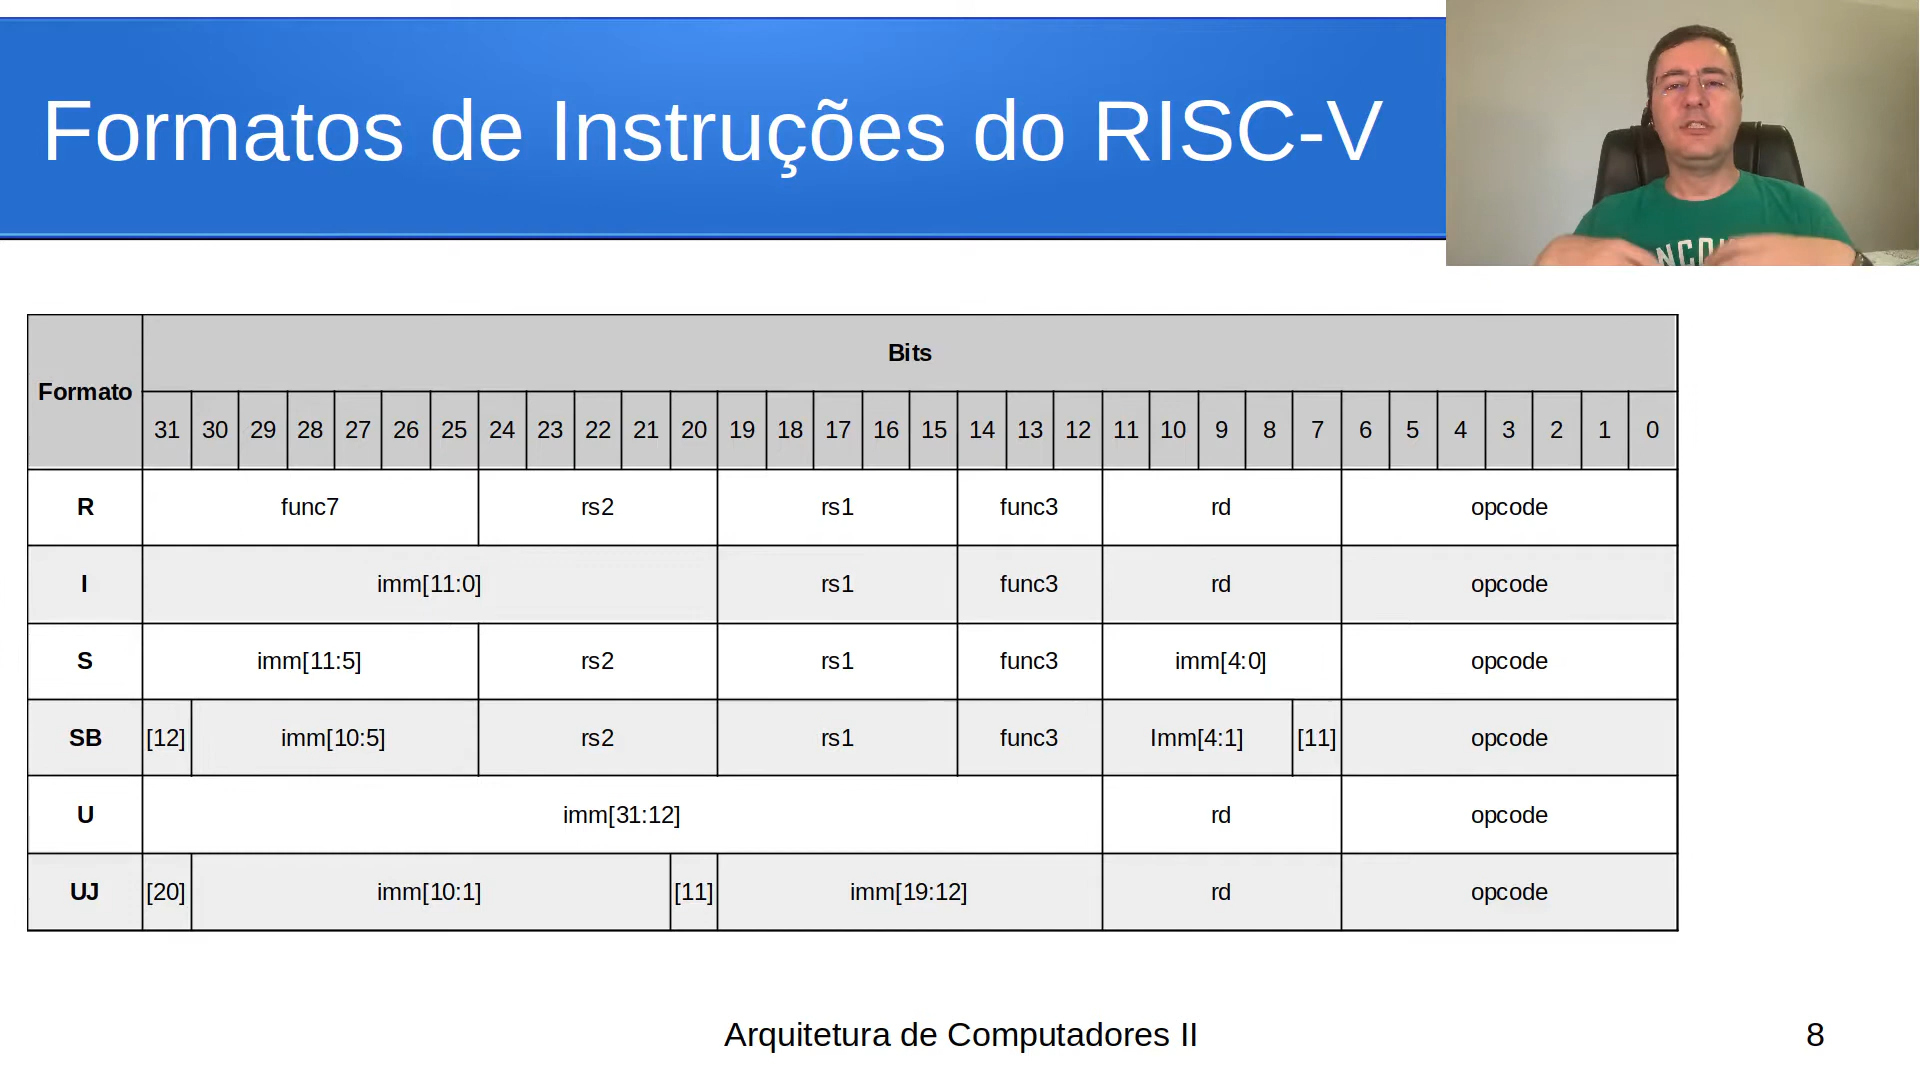 Formatos de Instruções do RISC-V
Formato Bits
31 30 29 28 27 26 25 24 23 22 21 20 19 18 17 16 15 14 13 12 11 10 9 8 7 6 5 4 3 2 1 0
R func7 rs2 rs1 func3 rd opcode
I imm[11:0] rs1 func3 rd opcode
S imm[11:5] rs2 rs1 func3 imm[4:0] opcode
SB [12] imm[10:5] rs2 rs1 func3 Imm[4:1] [11] opcode
U imm[31:12] rd opcode
UJ [20] imm[10:1] [11] imm[19:12] rd opcode
Arquitetura de Computadores II
8